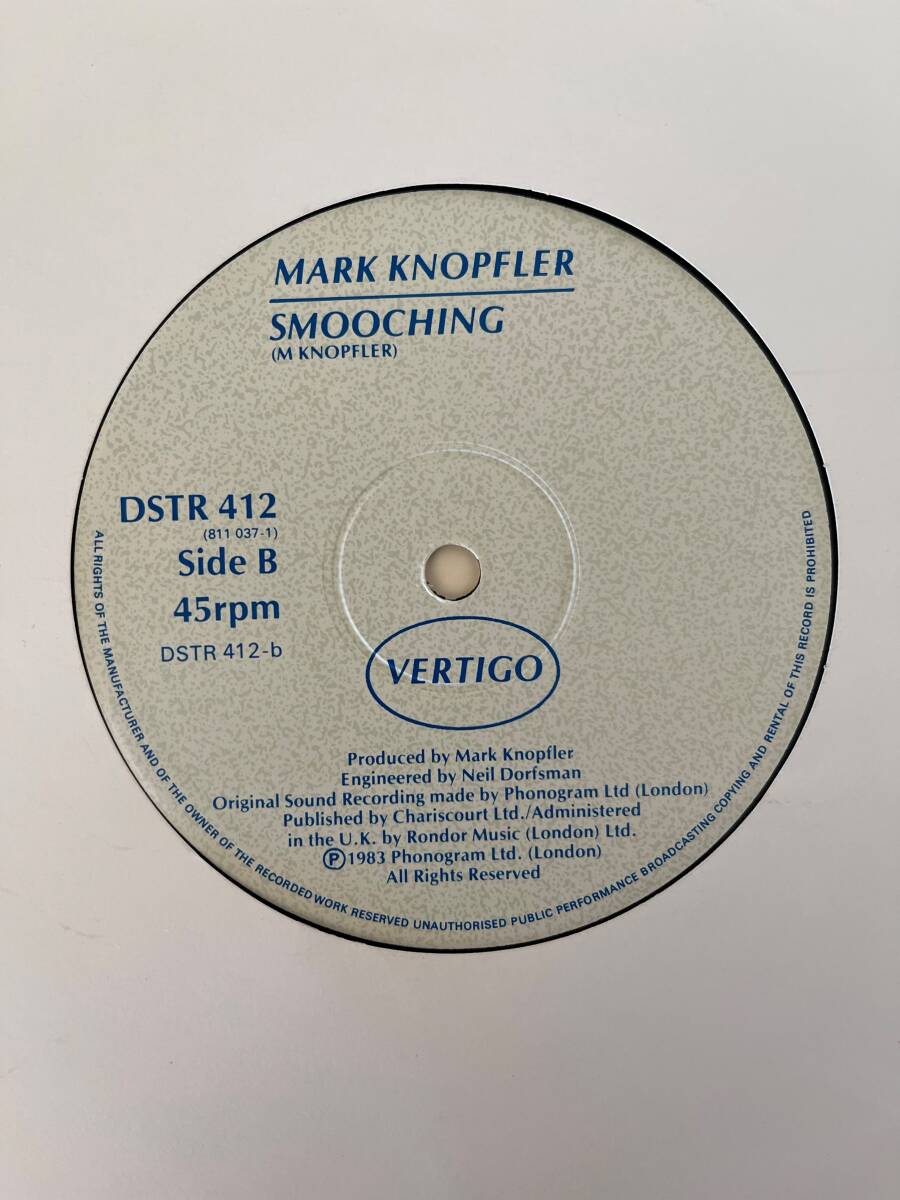 MARK KNOPFLER
SMOOCHING
(M KNOPFLER)
DSTR 412
(811 037-1)
Side B
45rpm
DSTR 412-b
VERTIGO
Produced by Mark Knopfler
Engineered by Neil Dorfsman
Original Sound Recording made by Phonogram Ltd (London)
Published by Chariscourt Ltd./Administered
in the U.K. by Rondor Music (London) Ltd.
Ⓟ1983 Phonogram Ltd. (London)
All Rights Reserved
ALL RIGHTS OF THE MANUFACTURER AND OF THE OWNER OF THE RECORDED WORK RESERVED UNAUTHORISED PUBLIC PERFORMANCE BROADCASTING COPYING AND RENTAL OF THIS RECORD IS PROHIBITED